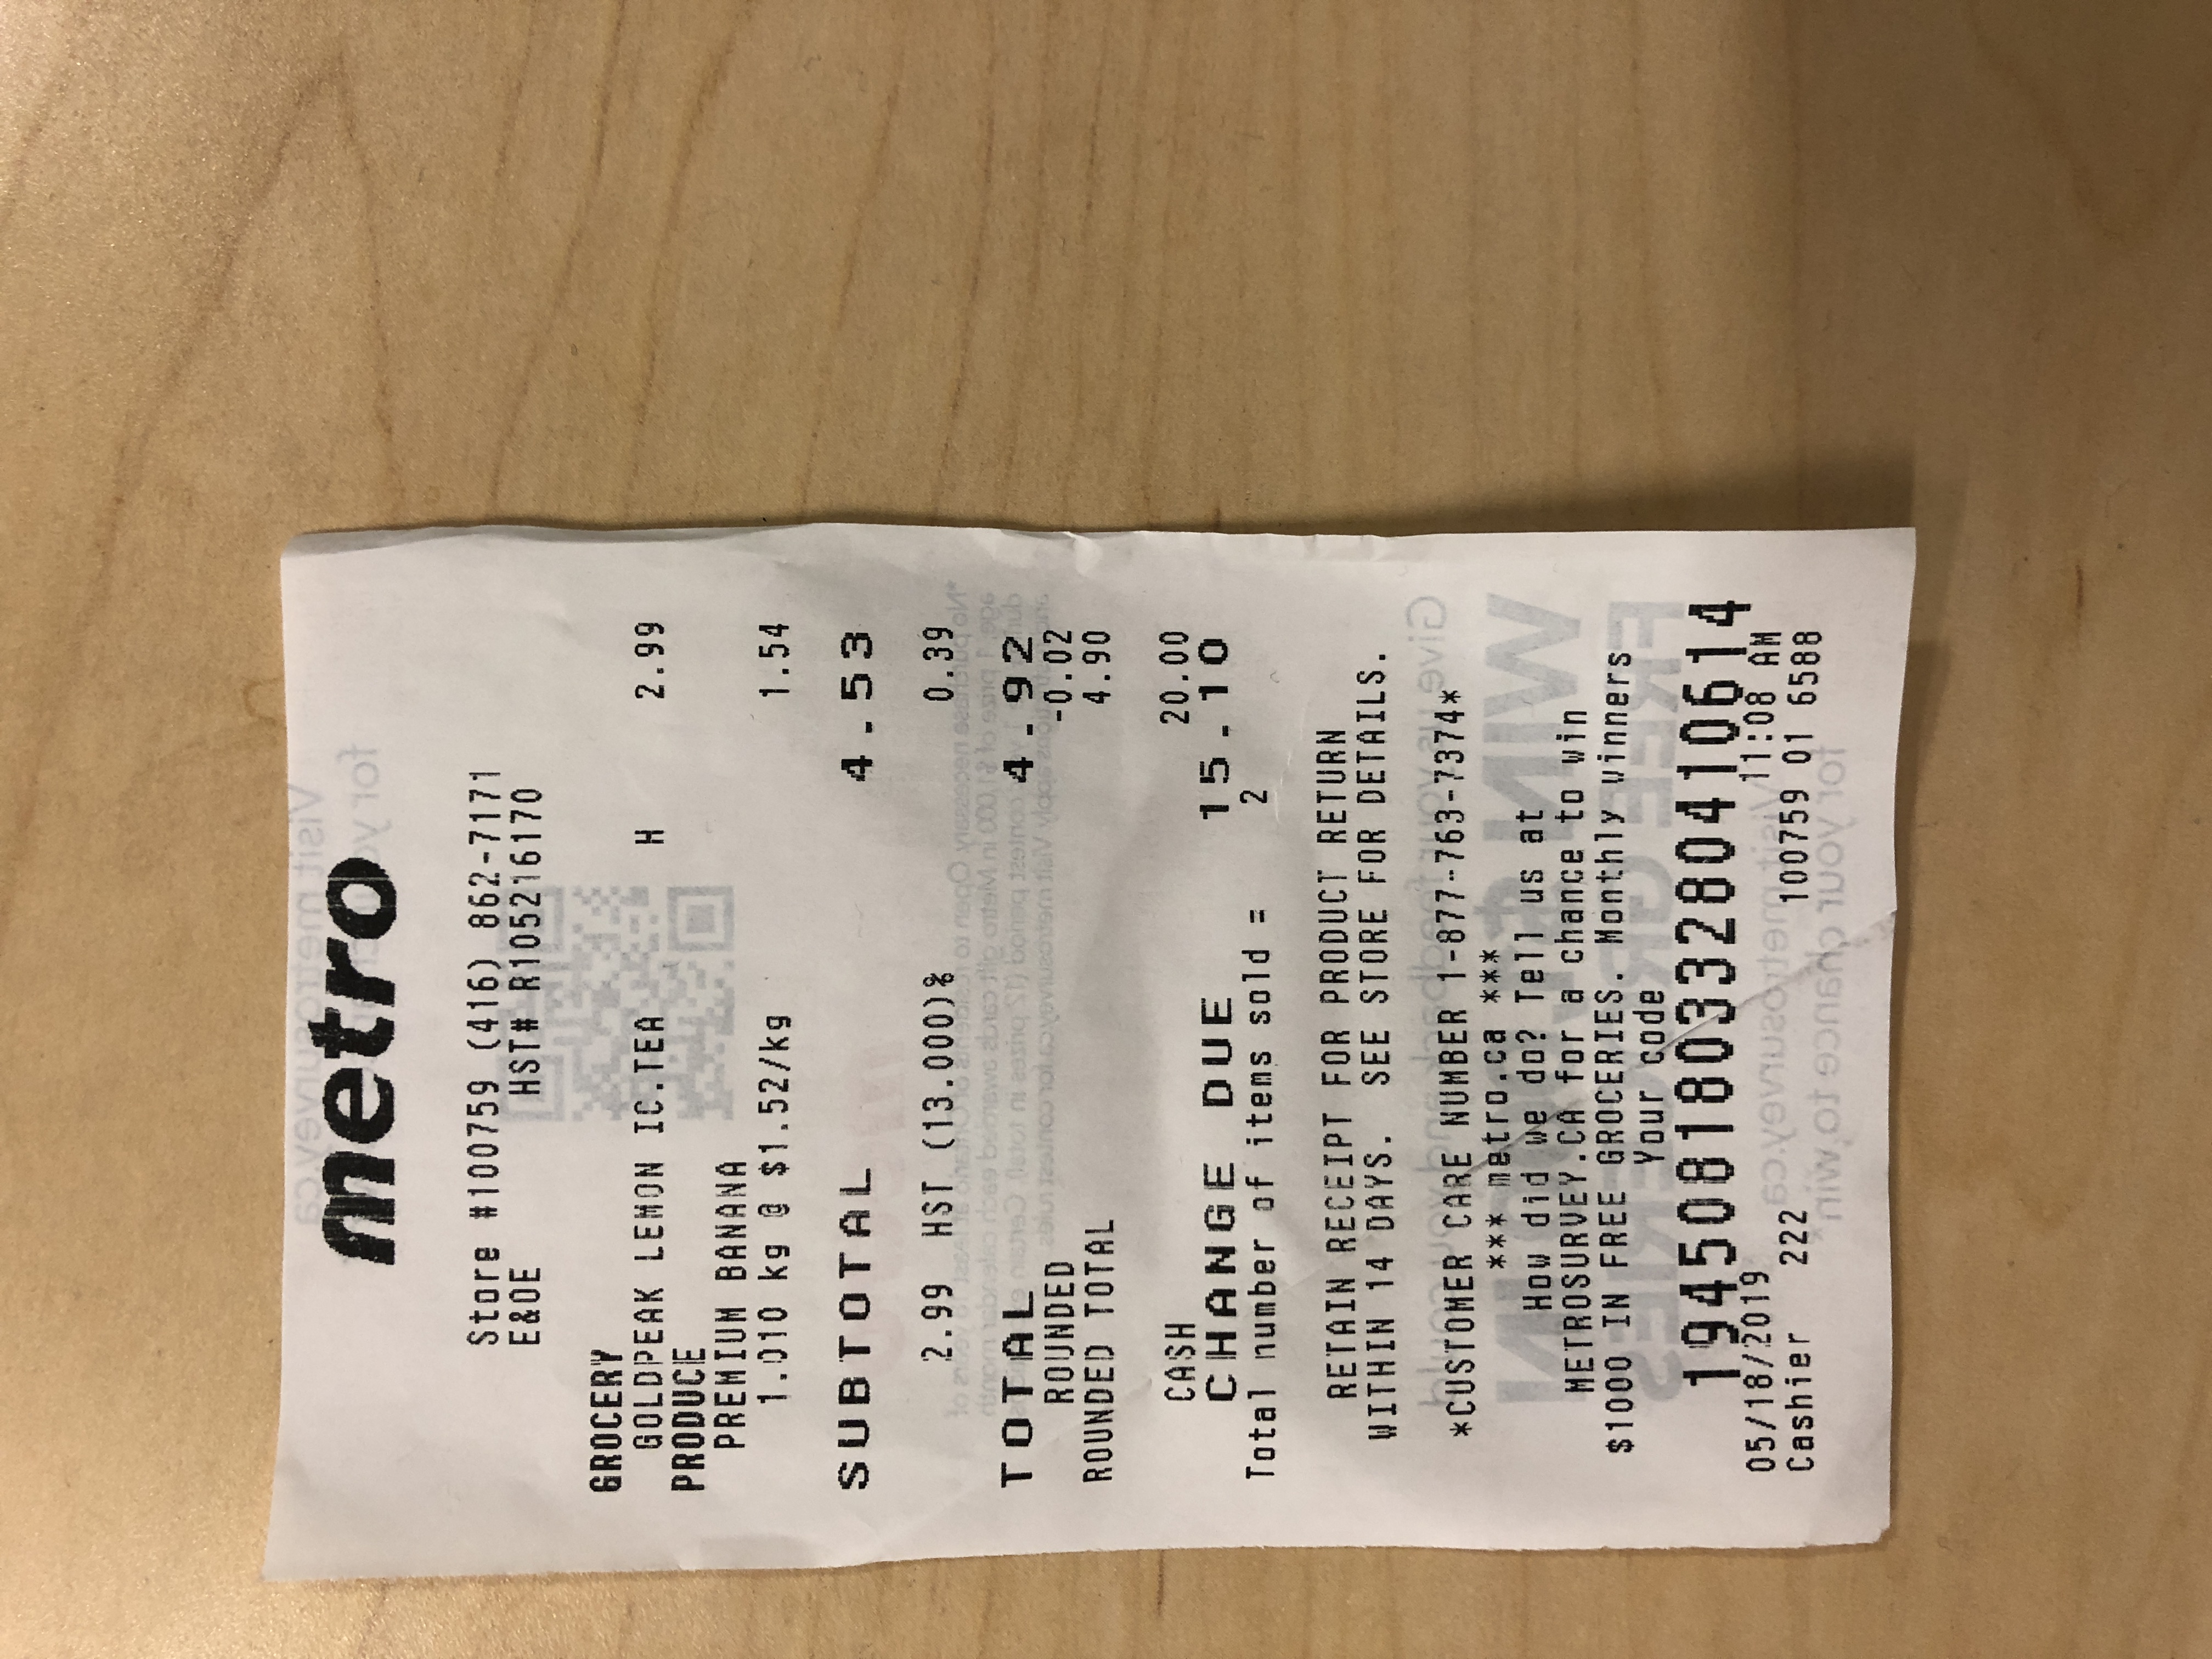 metro
Store #100759 (416) 862-7171
E&OE HST# R105216170
GROCERY
GOLDPEAK LEMON IC.TEA H 2.99
PRODUCE
PREMIUM BANANA
1.010 kg @ $1.52/kg 1.54
SUBTOTAL 4.53
2.99 HST (13.000)% 0.39
TOTAL 4.92
ROUNDED -0.02
ROUNDED TOTAL 4.90
CASH 20.00
CHANGE DUE 15.10
Total number of items sold = 2
RETAIN RECEIPT FOR PRODUCT RETURN
WITHIN 14 DAYS. SEE STORE FOR DETAILS.
*CUSTOMER CARE NUMBER 1-877-763-7374*
*** metro.ca ***
How did we do? Tell us at
METROSURVEY.CA for a chance to win
$1000 IN FREE GROCERIES. Monthly winners
Your code
19450818033280410614
05/18/2019 11:08 AM
Cashier 222 100759 01 6588